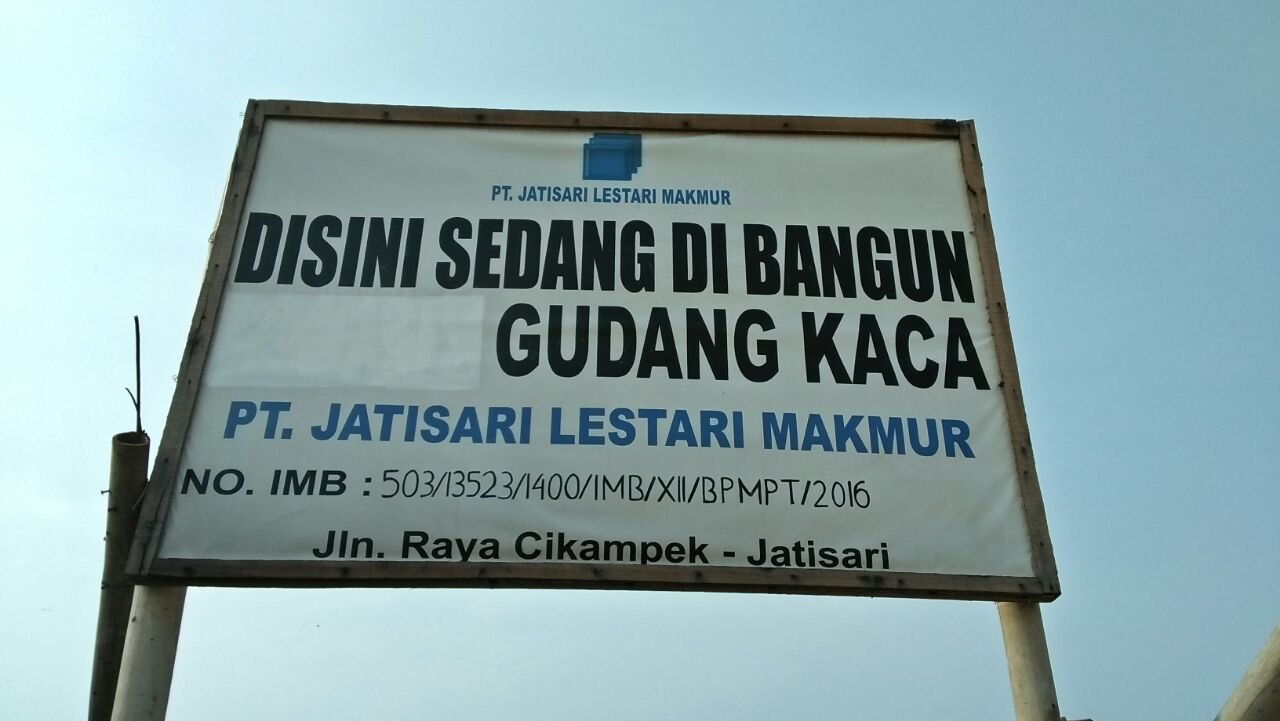 PT. JATISARI LESTARI MAKMUR
DISINI SEDANG DI BANGUN
GUDANG KACA
PT. JATISARI LESTARI MAKMUR
NO. IMB : 503/13523/1400/IMB/XII/BPMPT/2016
Jln. Raya Cikampek - Jatisari